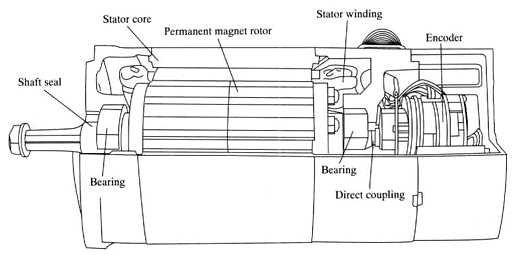 Stator core
Permanent magnet rotor
Stator winding
Encoder
Shaft seal
Bearing
Bearing
Direct coupling